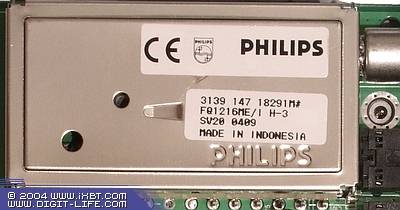 PHILIPS
CE
PHILIPS
3139 147 18291M#
FQ1216ME/I H-3
SV20 0409
MADE IN INDONESIA
PHILIPS
© 2004 www.iXBT.com
www.DIGIT-LIFE.com